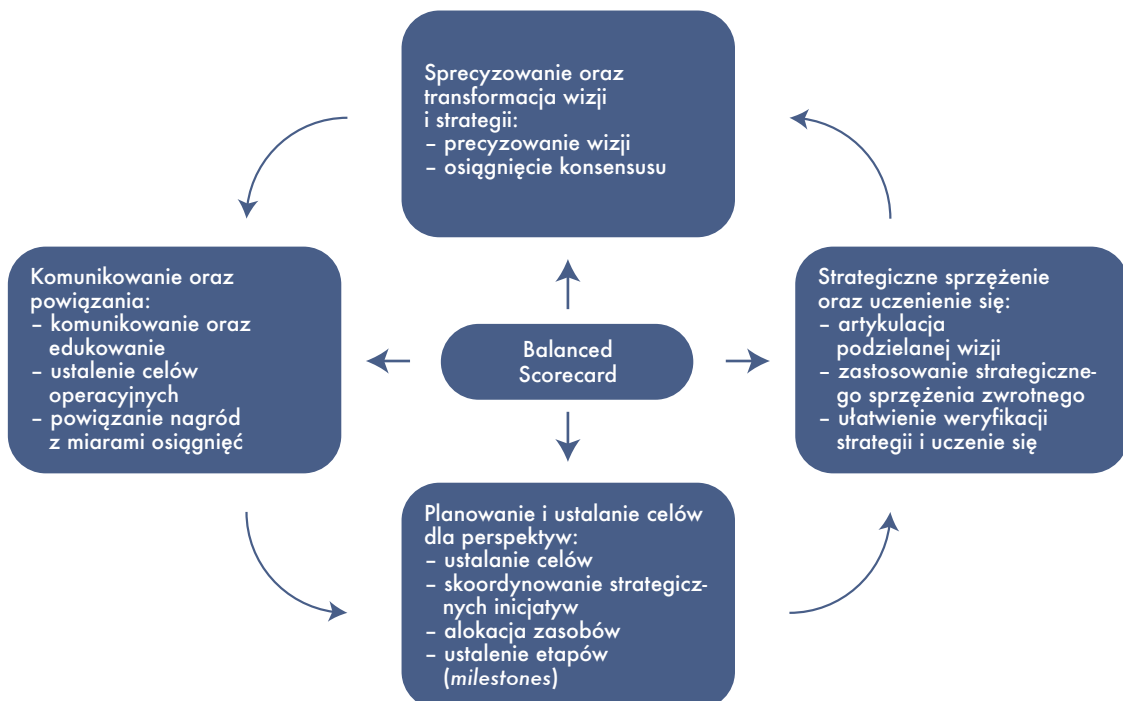 Sprecyzowanie oraz
transformacja wizji
i strategii:
– precyzowanie wizji
– osiągnięcie konsensusu
Komunikowanie oraz
powiązania:
– komunikowanie oraz
edukowanie
– ustalenie celów
operacyjnych
– powiązanie nagród
z miarami osiągnięć
Balanced
Scorecard
Strategiczne sprzężenie
oraz uczenienie się:
– artykulacja
podzielanej wizji
– zastosowanie strategiczne-
go sprzężenia zwrotnego
– ułatwienie weryfikacji
strategii i uczenie się
Planowanie i ustalanie celów
dla perspektyw:
– ustalanie celów
– skoordynowanie strategicz-
nych inicjatyw
– alokacja zasobów
– ustalenie etapów
(milestones)